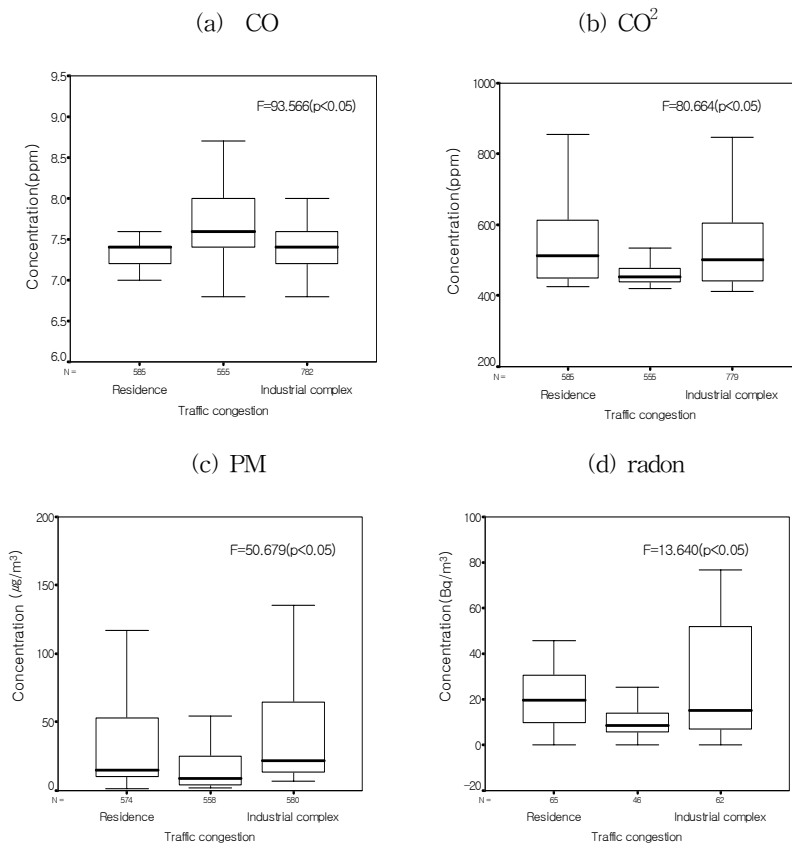 (a) CO
(b) CO²
9.5
9.0
8.5
8.0
7.5
7.0
6.5
6.0
Concentration(ppm)
F=93.566(p<0.05)
N = 585 555 782
Residence Industrial complex
Traffic congestion
1000
800
600
400
200
Concentration(ppm)
F=80.664(p<0.05)
N = 585 555 779
Residence Industrial complex
Traffic congestion
(c) PM
(d) radon
200
150
100
50
0
Concentration (㎍/m³)
F=50.679(p<0.05)
N = 574 558 580
Residence Industrial complex
Traffic congestion
100
80
60
40
20
0
-20
Concentration(Bq/m³)
F=13.640(p<0.05)
N = 65 46 62
Residence Industrial complex
Traffic congestion